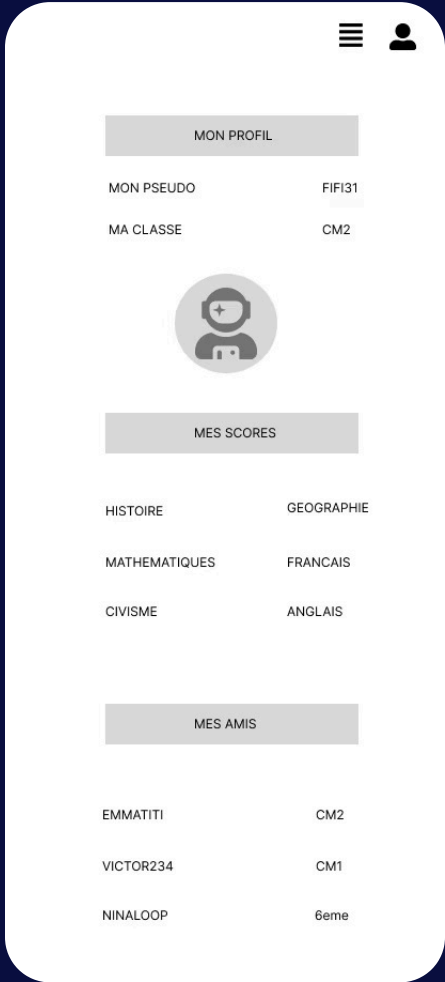 MON PROFIL
MON PSEUDO FIFI31
MA CLASSE CM2
MES SCORES
HISTOIRE GEOGRAPHIE
MATHEMATIQUES FRANCAIS
CIVISME ANGLAIS
MES AMIS
EMMATITI CM2
VICTOR234 CM1
NINALOOP 6eme